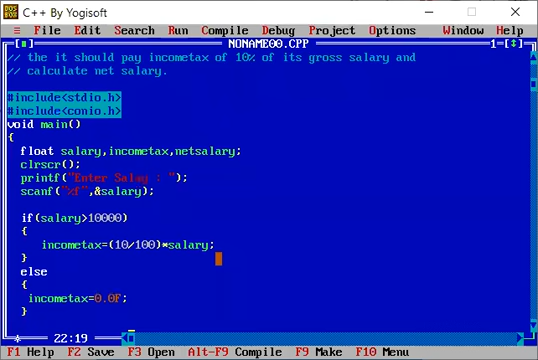 C++ By Yogisoft
≡ File Edit Search Run Compile Debug Project Options Window Help
[■] NONAME00.CPP 1=[↕]
// the it should pay incometax of 10% of its gross salary and
// calculate net salary.
#include<stdio.h>
#include<conio.h>
void main()
{
float salary,incometax,netsalary;
clrscr();
printf("Enter Salay : ");
scanf("%f",&salary);
if(salary>10000)
{
incometax=(10/100)*salary;
}
else
{
incometax=0.0F;
}
22:19
F1 Help F2 Save F3 Open Alt-F9 Compile F9 Make F10 Menu